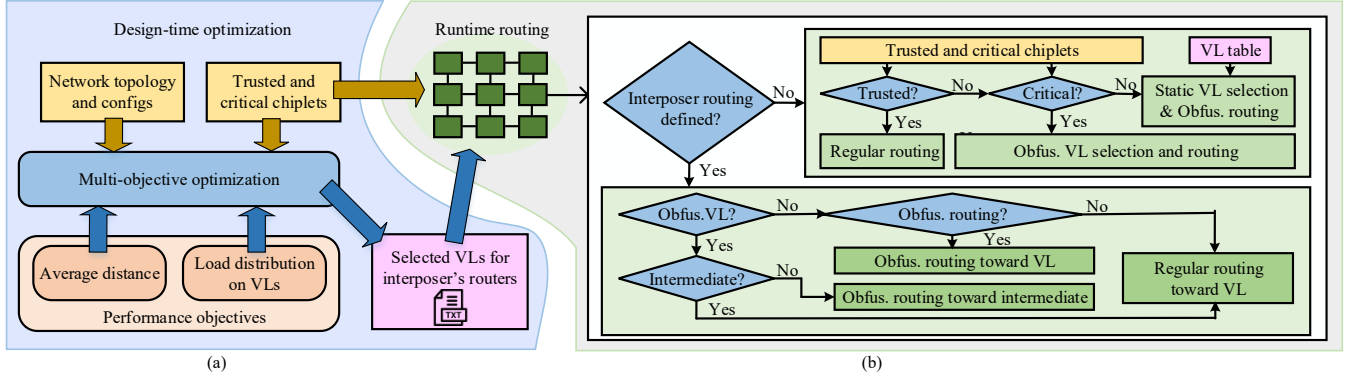 Design-time optimization
Network topology
and configs
Trusted and
critical chiplets
Multi-objective optimization
Average distance
Load distribution
on VLs
Performance objectives
Selected VLs for
interposer's routers
TXT
(a)
Runtime routing
Interposer routing
defined?
No
Yes
Trusted and critical chiplets
VL table
Trusted?
No
Critical?
No
Static VL selection
& Obfus. routing
Yes
Yes
Regular routing
Obfus. VL selection and routing
Obfus.VL?
No
Obfus. routing?
No
Yes
Yes
Obfus. routing toward VL
Intermediate?
No
Obfus. routing toward intermediate
Regular routing
toward VL
Yes
(b)